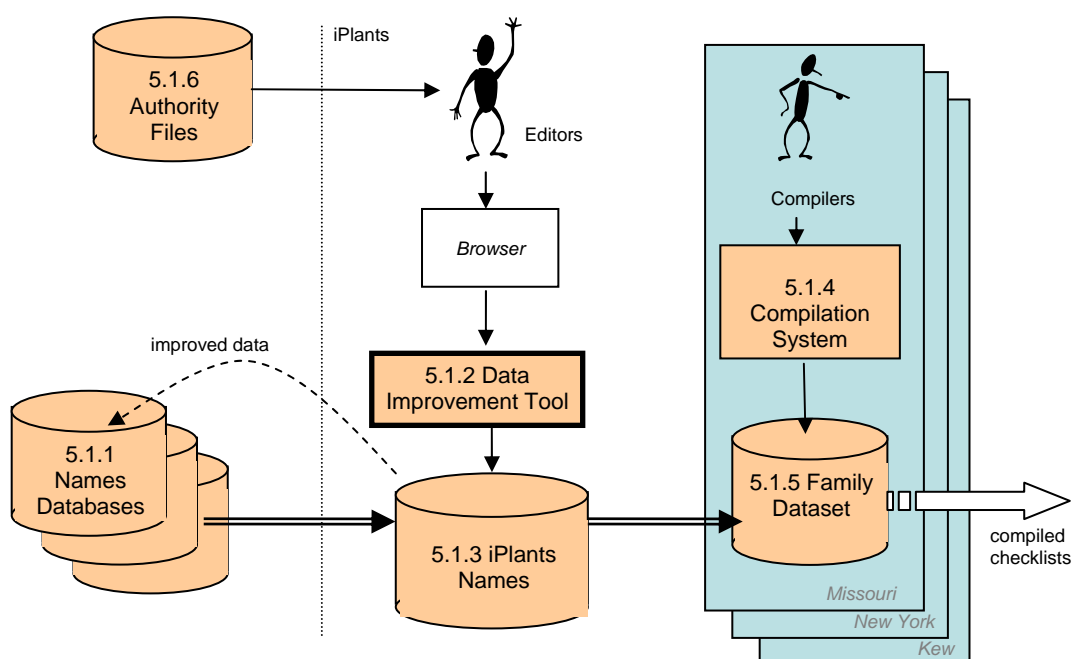 iPlants
5.1.6
Authority
Files
Editors
Browser
Compilers
5.1.4
Compilation
System
improved data
5.1.2 Data
Improvement Tool
5.1.1
Names
Databases
5.1.3 iPlants
Names
5.1.5 Family
Dataset
compiled
checklists
Missouri
New York
Kew